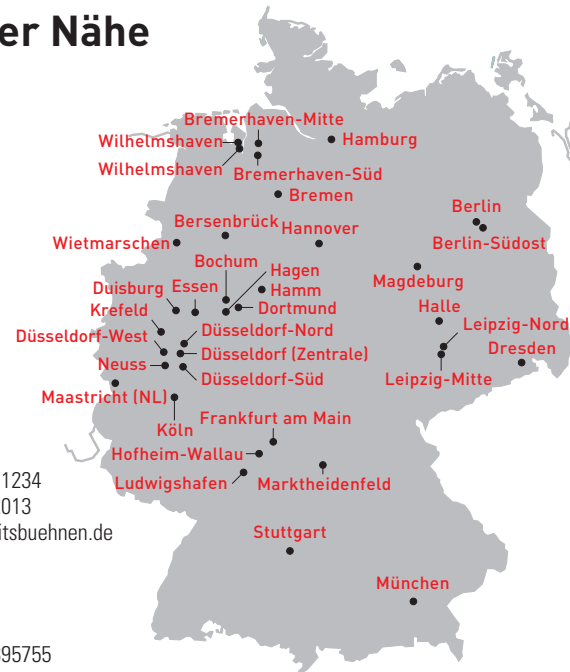 er Nähe
Bremerhaven-Mitte
Wilhelmshaven
Hamburg
Wilhelmshaven
Bremerhaven-Süd
Bremen
Berlin
Bersenbrück
Hannover
Berlin-Südost
Wietmarschen
Bochum
Hagen
Magdeburg
Duisburg
Essen
Hamm
Krefeld
Dortmund
Halle
Leipzig-Nord
Düsseldorf-West
Düsseldorf-Nord
Dresden
Neuss
Düsseldorf (Zentrale)
Düsseldorf-Süd
Leipzig-Mitte
Maastricht (NL)
Köln
Frankfurt am Main
Hofheim-Wallau
Ludwigshafen
Marktheidenfeld
1234
2013
itsbuehnen.de
Stuttgart
München
395755